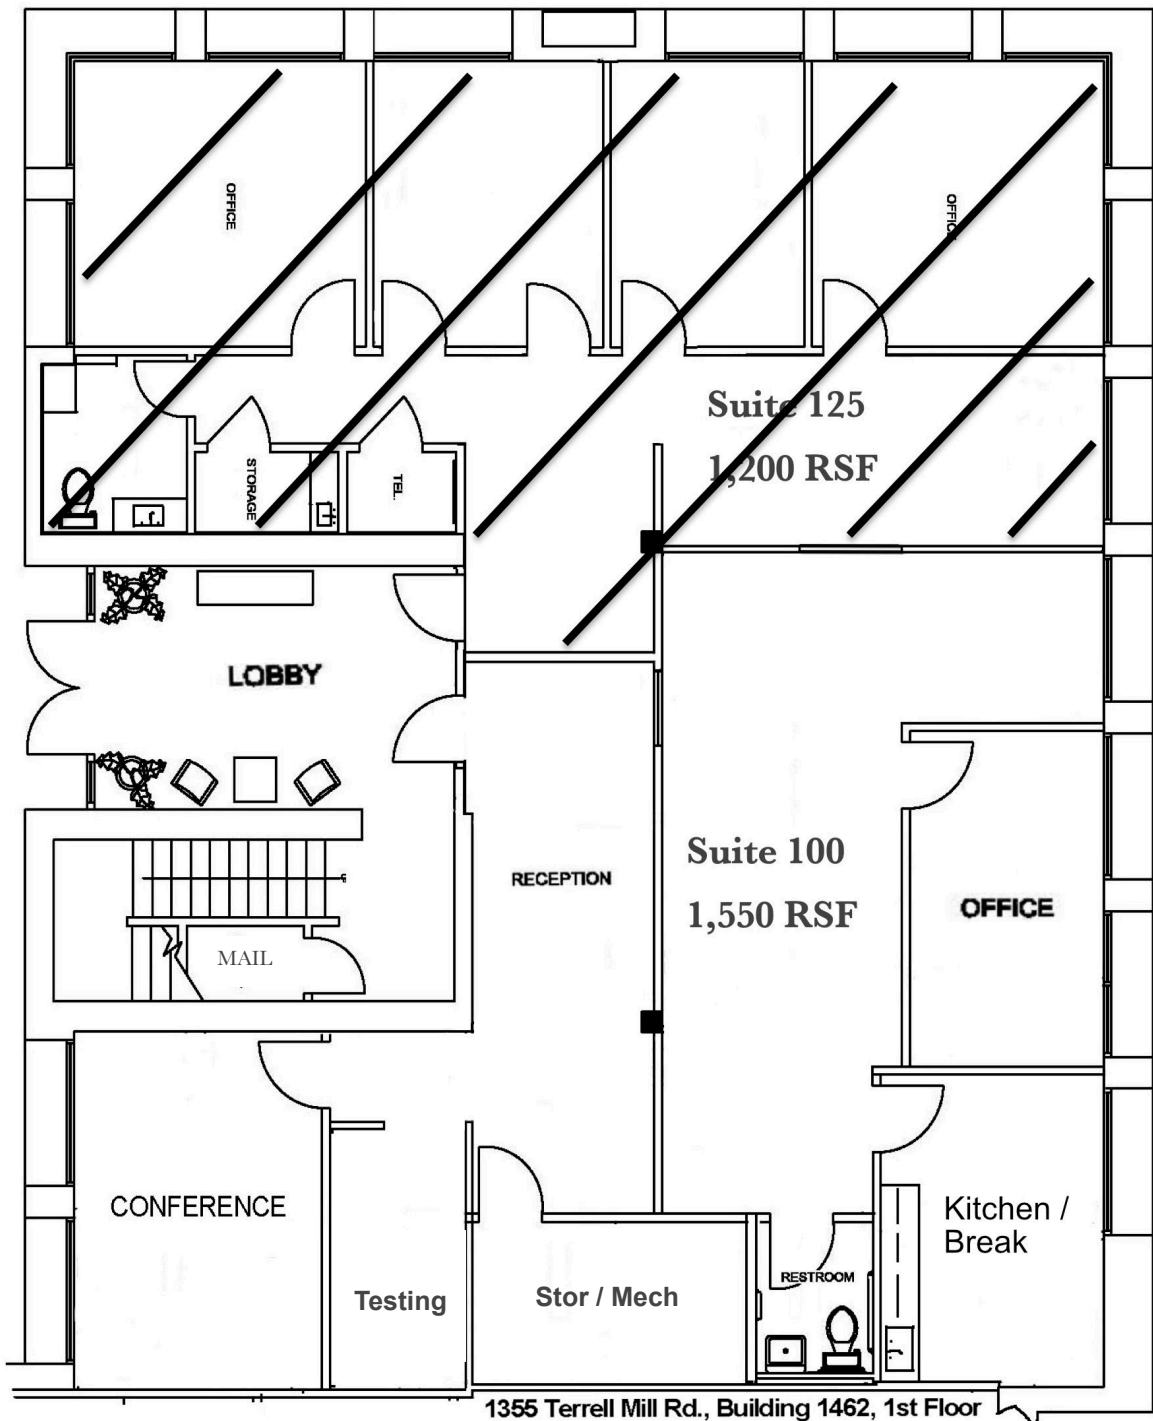 OFFICE
OFFICE
Suite 125
1,200 RSF
STORAGE
TEL.
LOBBY
Suite 100
1,550 RSF
RECEPTION
OFFICE
MAIL
CONFERENCE
Kitchen /
Break
RESTROOM
Testing
Stor / Mech
1355 Terrell Mill Rd., Building 1462, 1st Floor